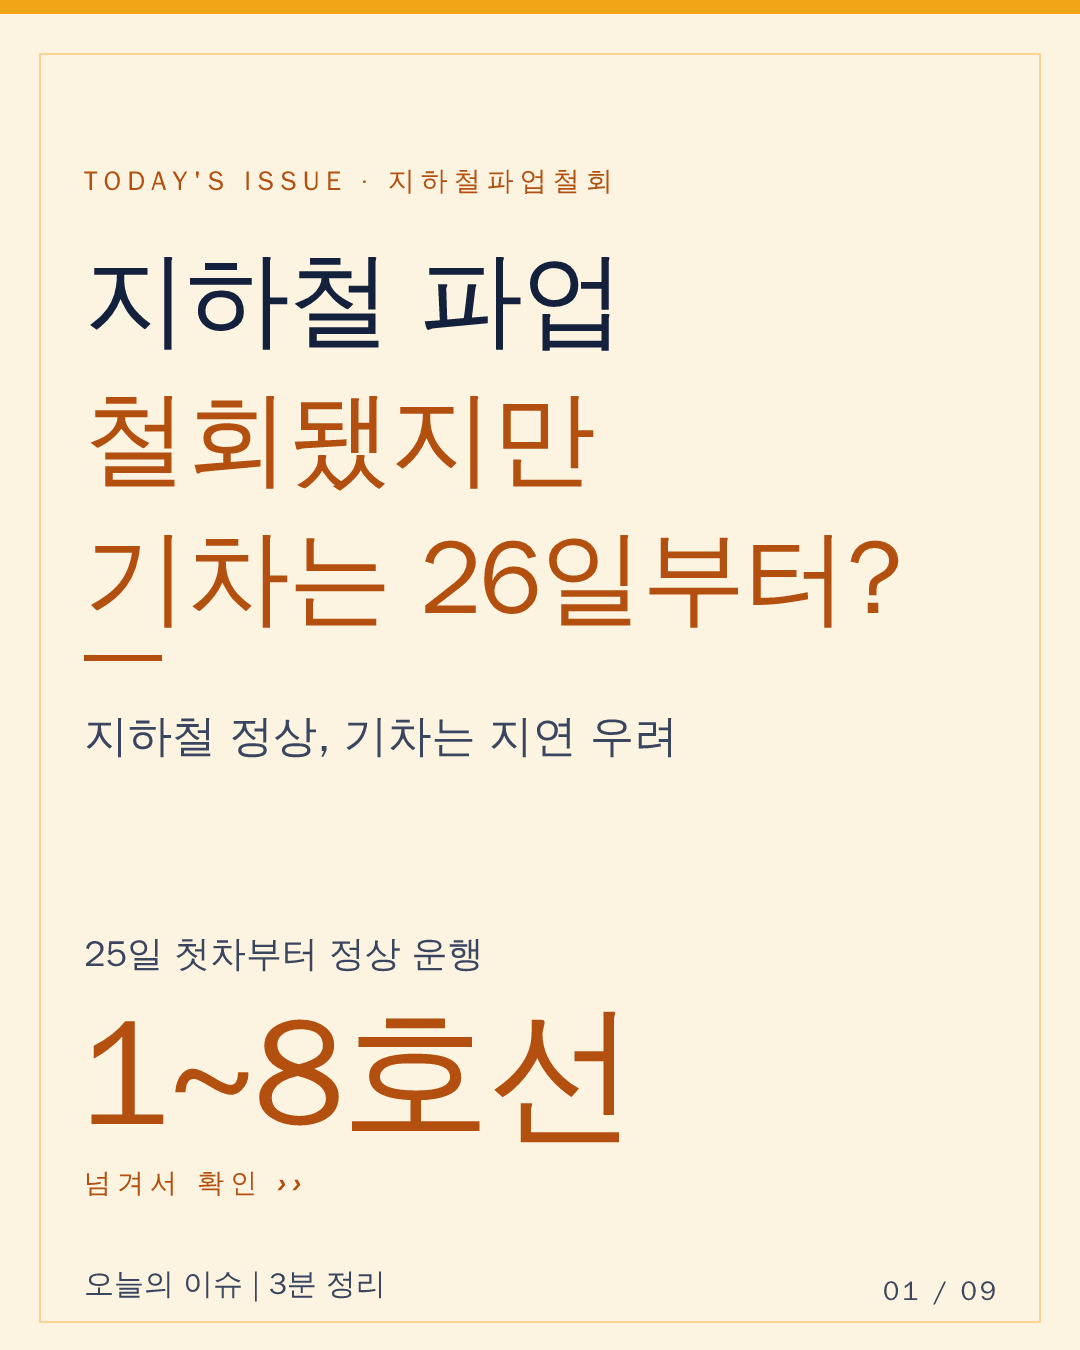 TODAY'S ISSUE · 지하철파업철회
지하철 파업
철회됐지만
기차는 26일부터?
지하철 정상, 기차는 지연 우려
25일 첫차부터 정상 운행
1~8호선
넘겨서 확인 ››
오늘의 이슈 | 3분 정리
01 / 09